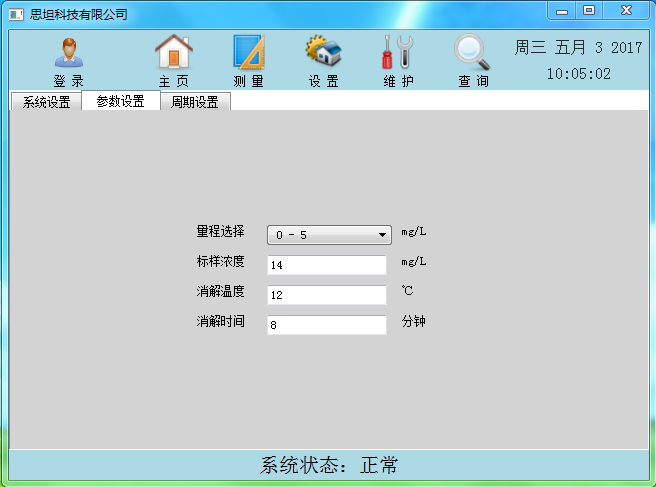 思坦科技有限公司
登 录
主 页
测 量
设 置
维 护
查 询
周三 五月 3 2017
10:05:02
系统设置
参数设置
周期设置
量程选择 0 - 5 mg/L
标样浓度 14 mg/L
消解温度 12 ℃
消解时间 8 分钟
系统状态：正常